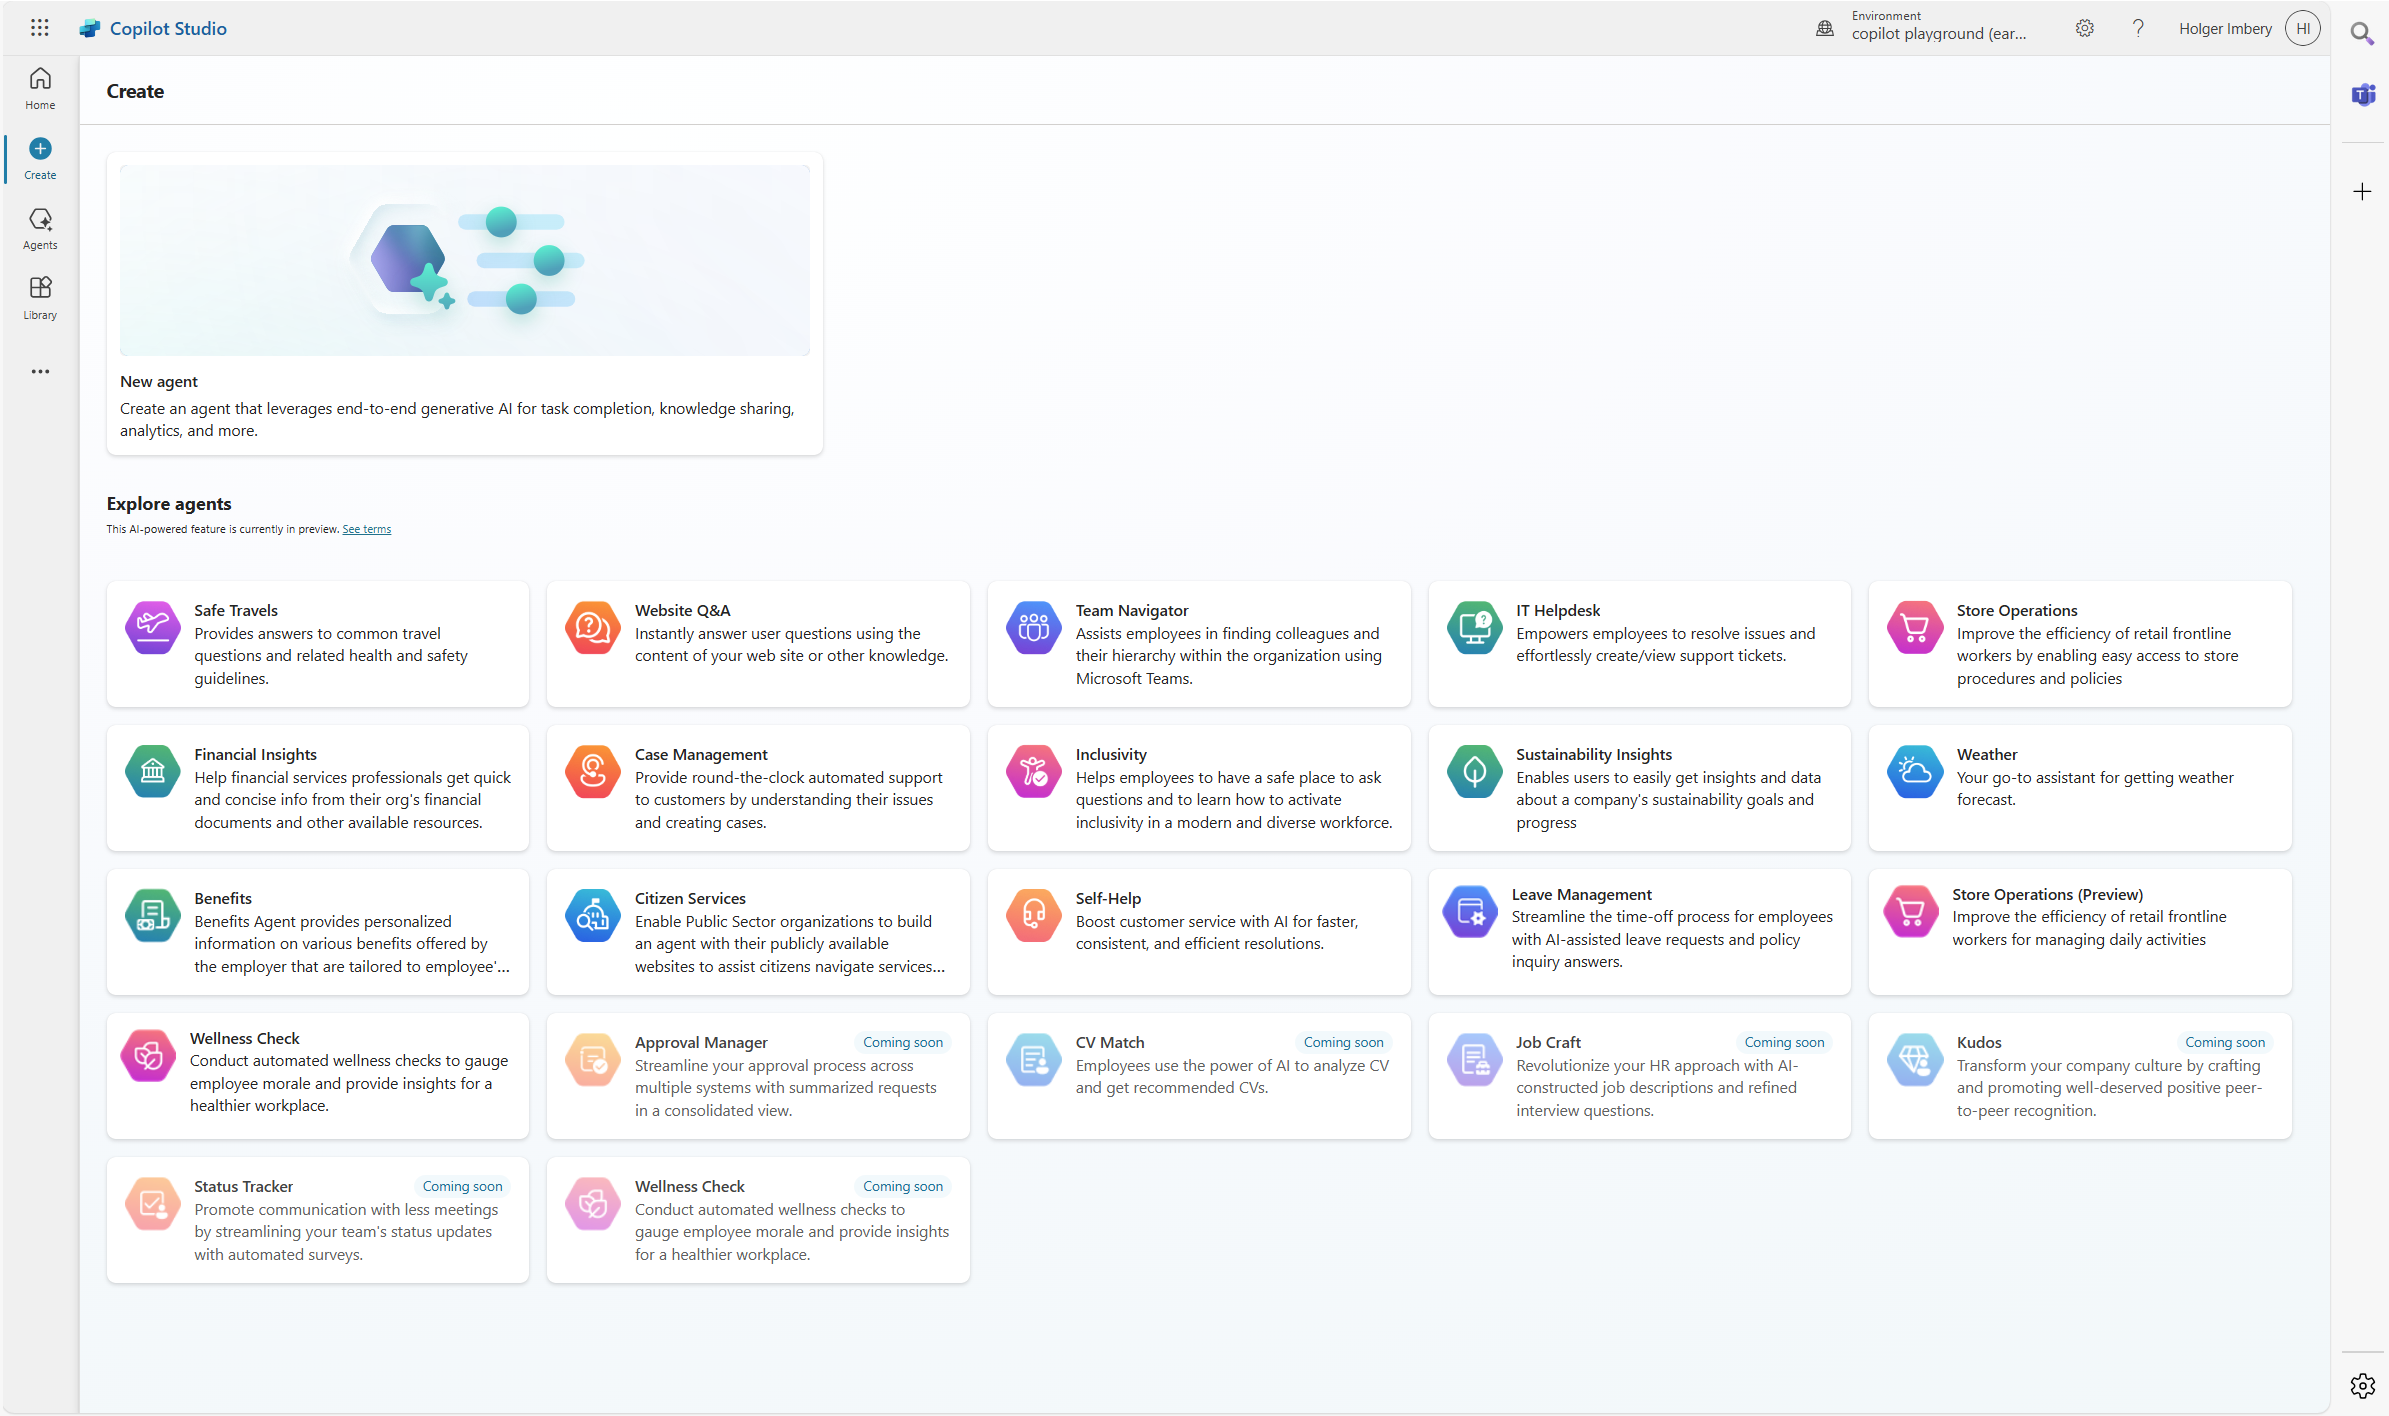 Copilot Studio
Environment
copilot playground (ear...
?
Holger Imbery
HI
Home
Create
Agents
Library
Create
New agent
Create an agent that leverages end-to-end generative AI for task completion, knowledge sharing,
analytics, and more.
Explore agents
This AI-powered feature is currently in preview. See terms
Safe Travels
Provides answers to common travel
questions and related health and safety
guidelines.
Website Q&A
Instantly answer user questions using the
content of your web site or other knowledge.
Team Navigator
Assists employees in finding colleagues and
their hierarchy within the organization using
Microsoft Teams.
IT Helpdesk
Empowers employees to resolve issues and
effortlessly create/view support tickets.
Store Operations
Improve the efficiency of retail frontline
workers by enabling easy access to store
procedures and policies
Financial Insights
Help financial services professionals get quick
and concise info from their org's financial
documents and other available resources.
Case Management
Provide round-the-clock automated support
to customers by understanding their issues
and creating cases.
Inclusivity
Helps employees to have a safe place to ask
questions and to learn how to activate
inclusivity in a modern and diverse workforce.
Sustainability Insights
Enables users to easily get insights and data
about a company's sustainability goals and
progress
Weather
Your go-to assistant for getting weather
forecast.
Benefits
Benefits Agent provides personalized
information on various benefits offered by
the employer that are tailored to employee'...
Citizen Services
Enable Public Sector organizations to build
an agent with their publicly available
websites to assist citizens navigate services...
Self-Help
Boost customer service with AI for faster,
consistent, and efficient resolutions.
Leave Management
Streamline the time-off process for employees
with AI-assisted leave requests and policy
inquiry answers.
Store Operations (Preview)
Improve the efficiency of retail frontline
workers for managing daily activities
Wellness Check
Conduct automated wellness checks to gauge
employee morale and provide insights for a
healthier workplace.
Approval Manager
Coming soon
Streamline your approval process across
multiple systems with summarized requests
in a consolidated view.
CV Match
Coming soon
Employees use the power of AI to analyze CV
and get recommended CVs.
Job Craft
Coming soon
Revolutionize your HR approach with AI-
constructed job descriptions and refined
interview questions.
Kudos
Coming soon
Transform your company culture by crafting
and promoting well-deserved positive peer-
to-peer recognition.
Status Tracker
Coming soon
Promote communication with less meetings
by streamlining your team's status updates
with automated surveys.
Wellness Check
Coming soon
Conduct automated wellness checks to
gauge employee morale and provide insights
for a healthier workplace.